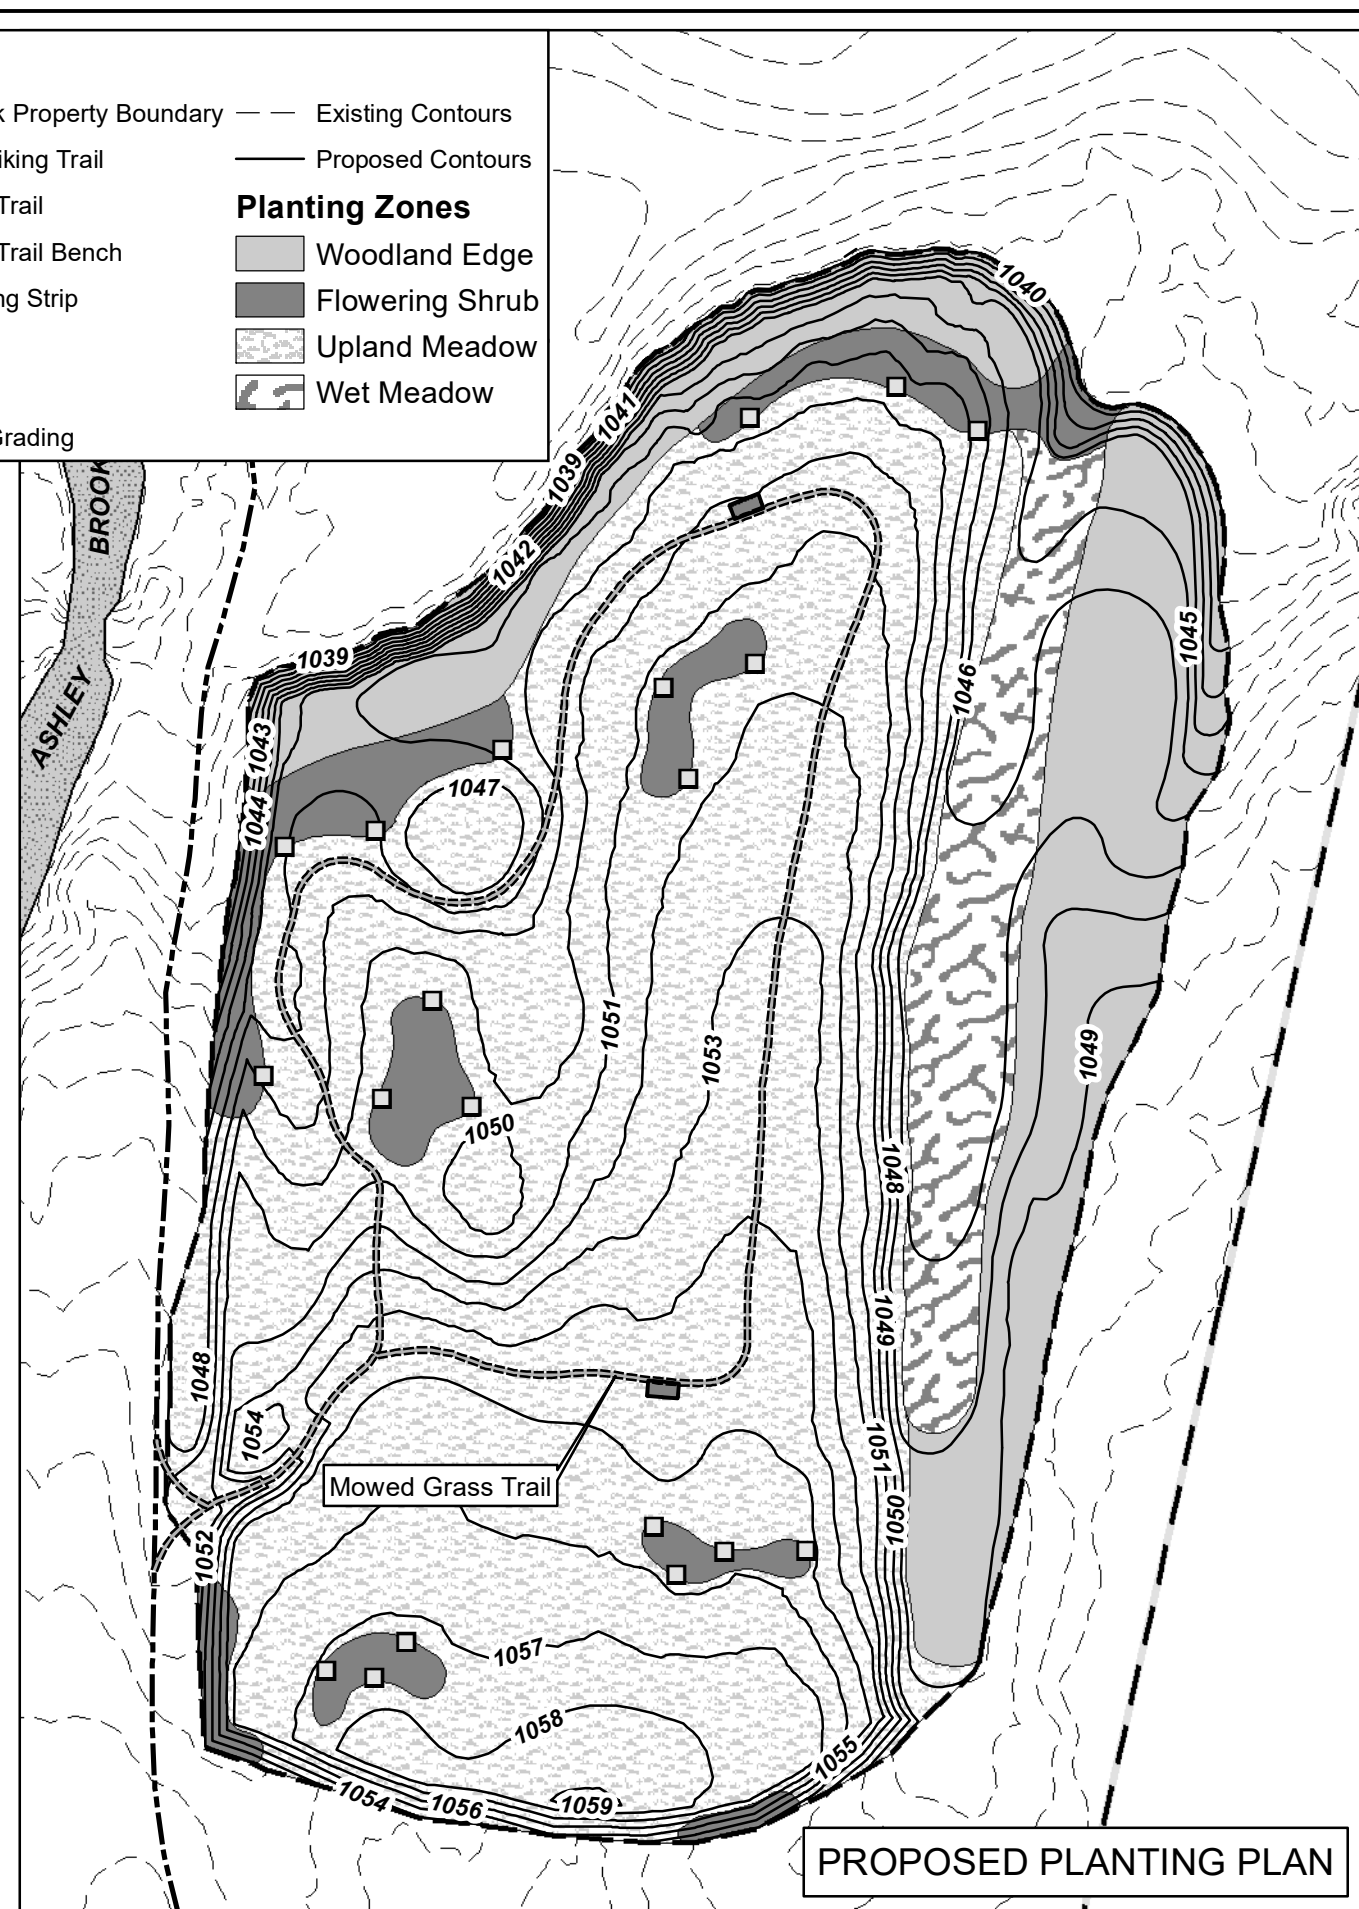 Property Boundary
Existing Contours
Trail
Proposed Contours
Trail
Planting Zones
Trail Bench
Woodland Edge
Strip
Flowering Shrub
Upland Meadow
Wet Meadow
Grading
BROOK
ASHLEY
1040
1041
1039
1042
1039
1045
1046
1043
1044
1047
1051
1053
1049
1050
1048
1049
1048
1054
1051
1050
Mowed Grass Trail
1052
1057
1058
1055
1054
1056
1059
PROPOSED PLANTING PLAN